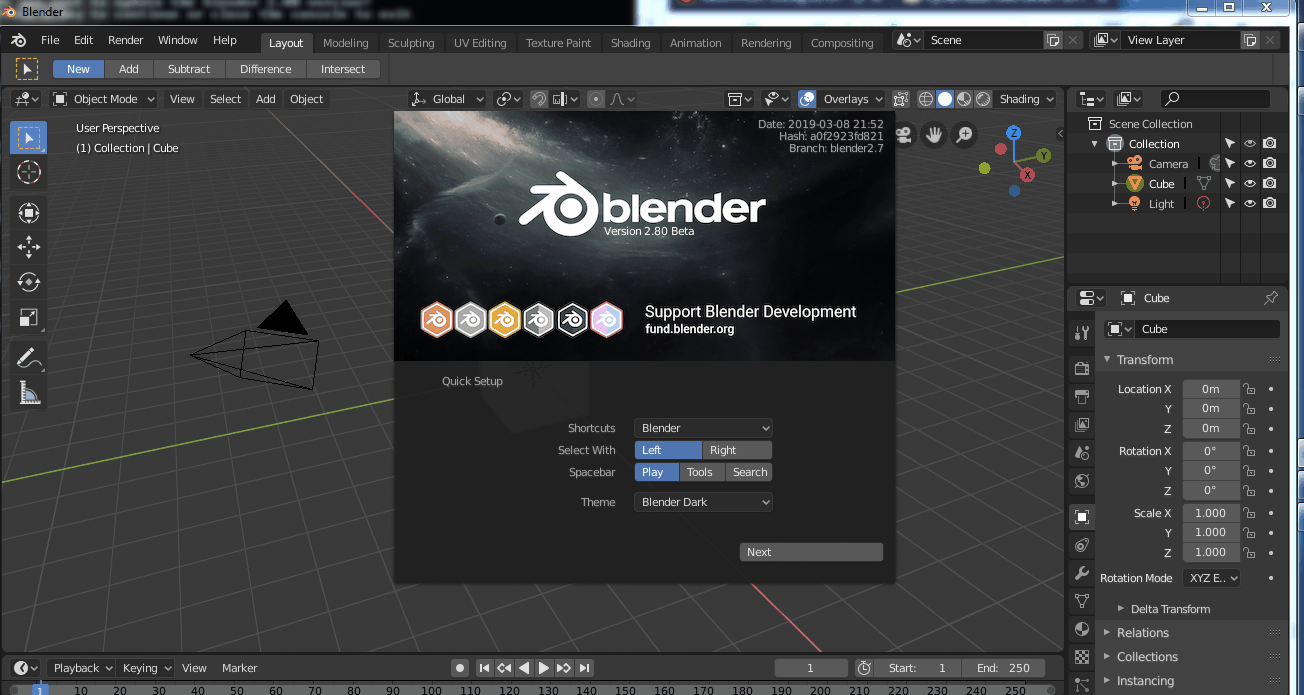 Blender
File Edit Render Window Help
Layout Modeling Sculpting UV Editing Texture Paint Shading Animation Rendering Compositing
Scene
View Layer
New Add Subtract Difference Intersect
Object Mode View Select Add Object
Global
Overlays
Shading
User Perspective
(1) Collection | Cube
Date: 2019-03-08 21:52
Hash: a0f2923fd821
Branch: blender2.7
blender
Version 2.80 Beta
Support Blender Development
fund.blender.org
Quick Setup
Shortcuts Blender
Select With Left Right
Spacebar Play Tools Search
Theme Blender Dark
Next
Z
Y
X
Scene Collection
Collection
Camera
Cube
Light
Cube
Cube
Transform
Location X 0m
Y 0m
Z 0m
Rotation X 0°
Y 0°
Z 0°
Scale X 1.000
Y 1.000
Z 1.000
Rotation Mode XYZ E..
Delta Transform
Relations
Collections
Instancing
Playback Keying View Marker
1
Start: 1
End: 250
1 10 20 30 40 50 60 70 80 90 100 110 120 130 140 150 160 170 180 190 200 210 220 230 240 250